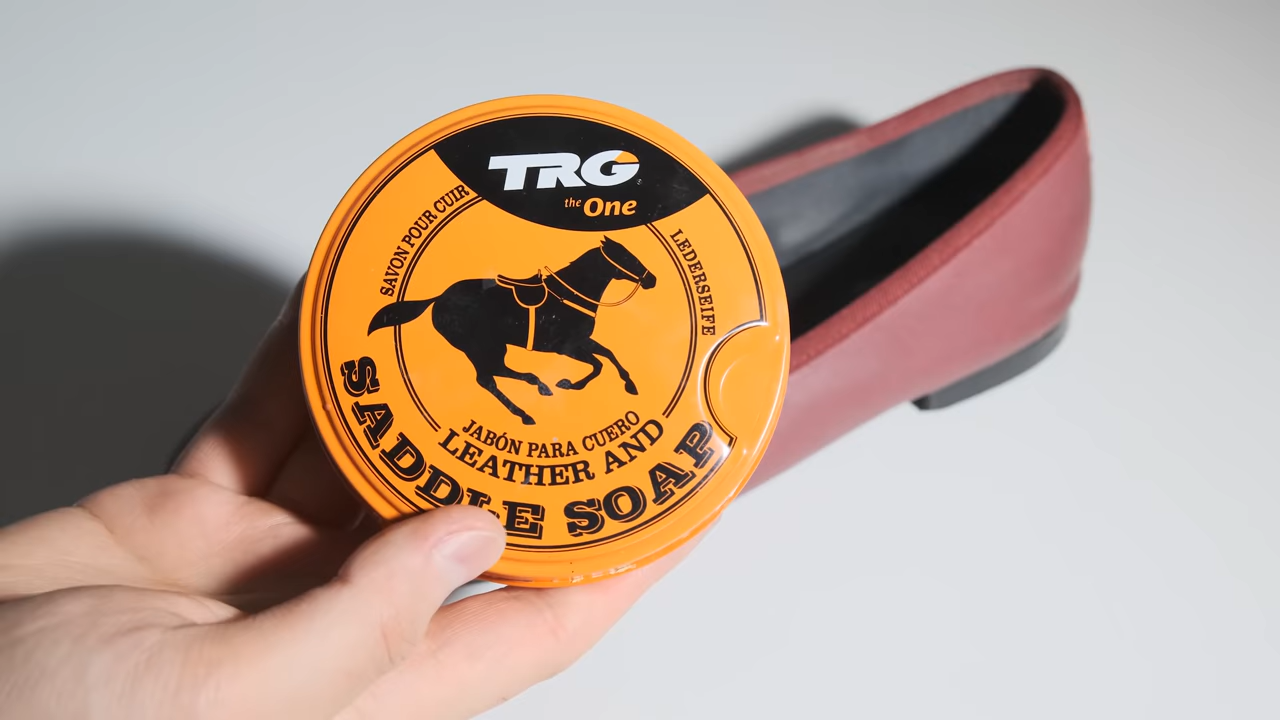 TRG
the One
SAVON POUR CUIR
LEDERSEIFE
JABÓN PARA CUERO
LEATHER AND
SADDLE SOAP